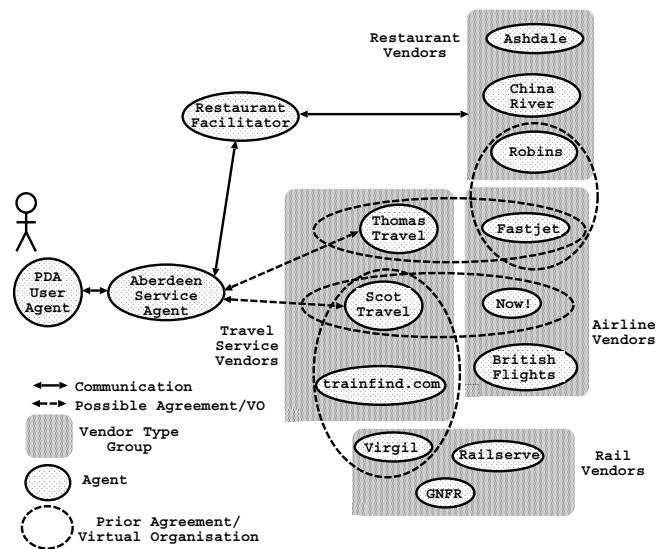 Restaurant
Vendors
Ashdale
China
River
Robins
Restaurant
Facilitator
Thomas
Travel
Fastjet
PDA
User
Agent
Aberdeen
Service
Agent
Scot
Travel
Now!
Travel
Service
Vendors
Airline
Vendors
British
Flights
trainfind.com
Virgil
Railserve
GNFR
Rail
Vendors
Communication
Possible Agreement/VO
Vendor Type
Group
Agent
Prior Agreement/
Virtual Organisation